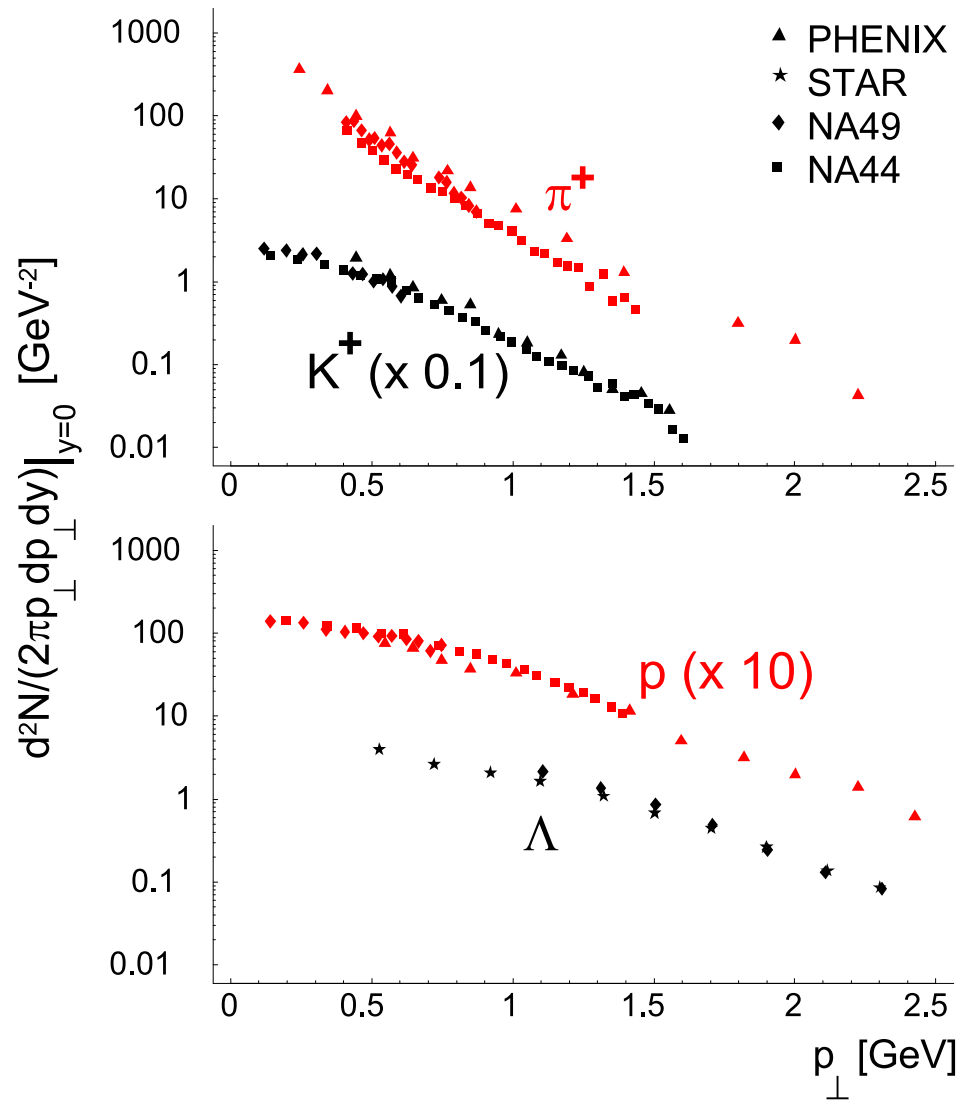 1000
100
10
1
0.1
0.01
PHENIX
STAR
NA49
NA44
π+
K+ (x 0.1)
0 0.5 1 1.5 2 2.5
d²N/(2πp⊥ dp⊥ dy)|y=0 [GeV⁻²]
1000
100
10
1
0.1
0.01
p (x 10)
Λ
0 0.5 1 1.5 2 2.5
p⊥ [GeV]